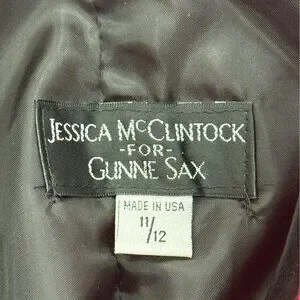 JESSICA MCCLINTOCK
-FOR-
GUNNE SAX
MADE IN USA
11/12